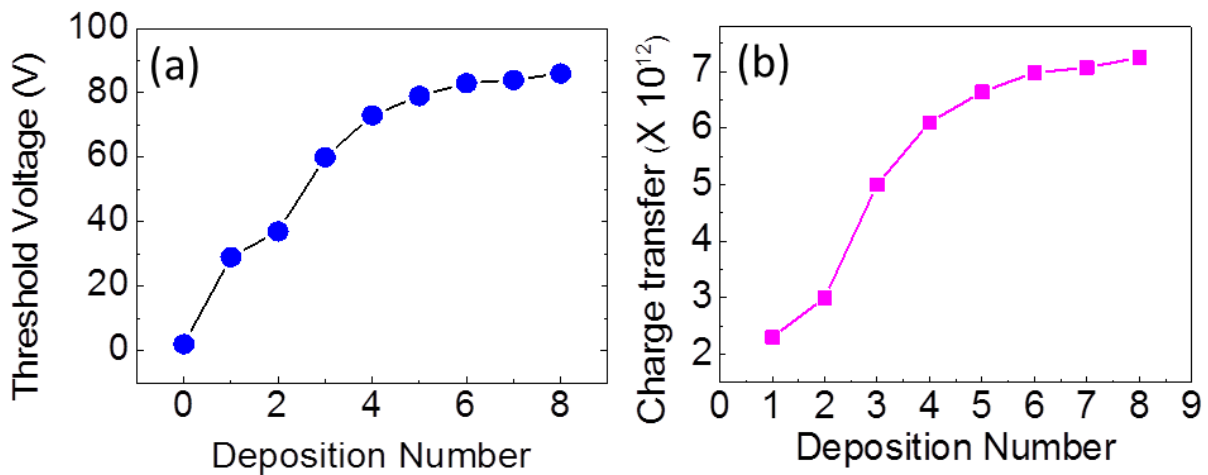 (a)
Threshold Voltage (V)
100
80
60
40
20
0
0 2 4 6 8
Deposition Number
(b)
Charge transfer (X 10¹²)
7
6
5
4
3
2
0 1 2 3 4 5 6 7 8 9
Deposition Number